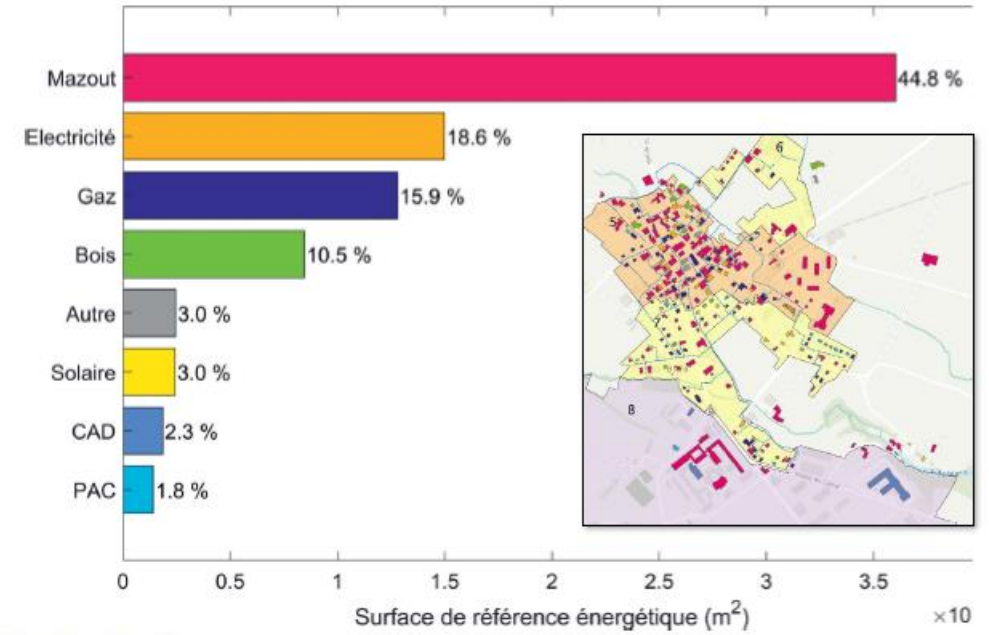 Mazout
44.8 %
Electricité
18.6 %
Gaz
15.9 %
Bois
10.5 %
Autre
3.0 %
Solaire
3.0 %
CAD
2.3 %
PAC
1.8 %
6
5
8
0 0.5 1 1.5 2 2.5 3 3.5
Surface de référence énergétique (m²)
×10